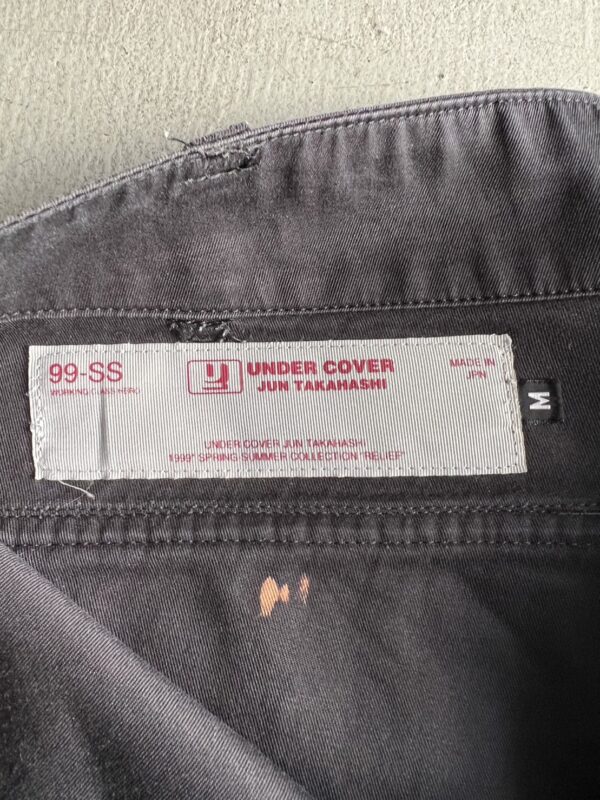 99-SS
WORKING CLASS HERO
U
UNDER COVER
JUN TAKAHASHI
MADE IN
JPN
M
UNDER COVER JUN TAKAHASHI
1999" SPRING SUMMER COLLECTION "RELIEF"